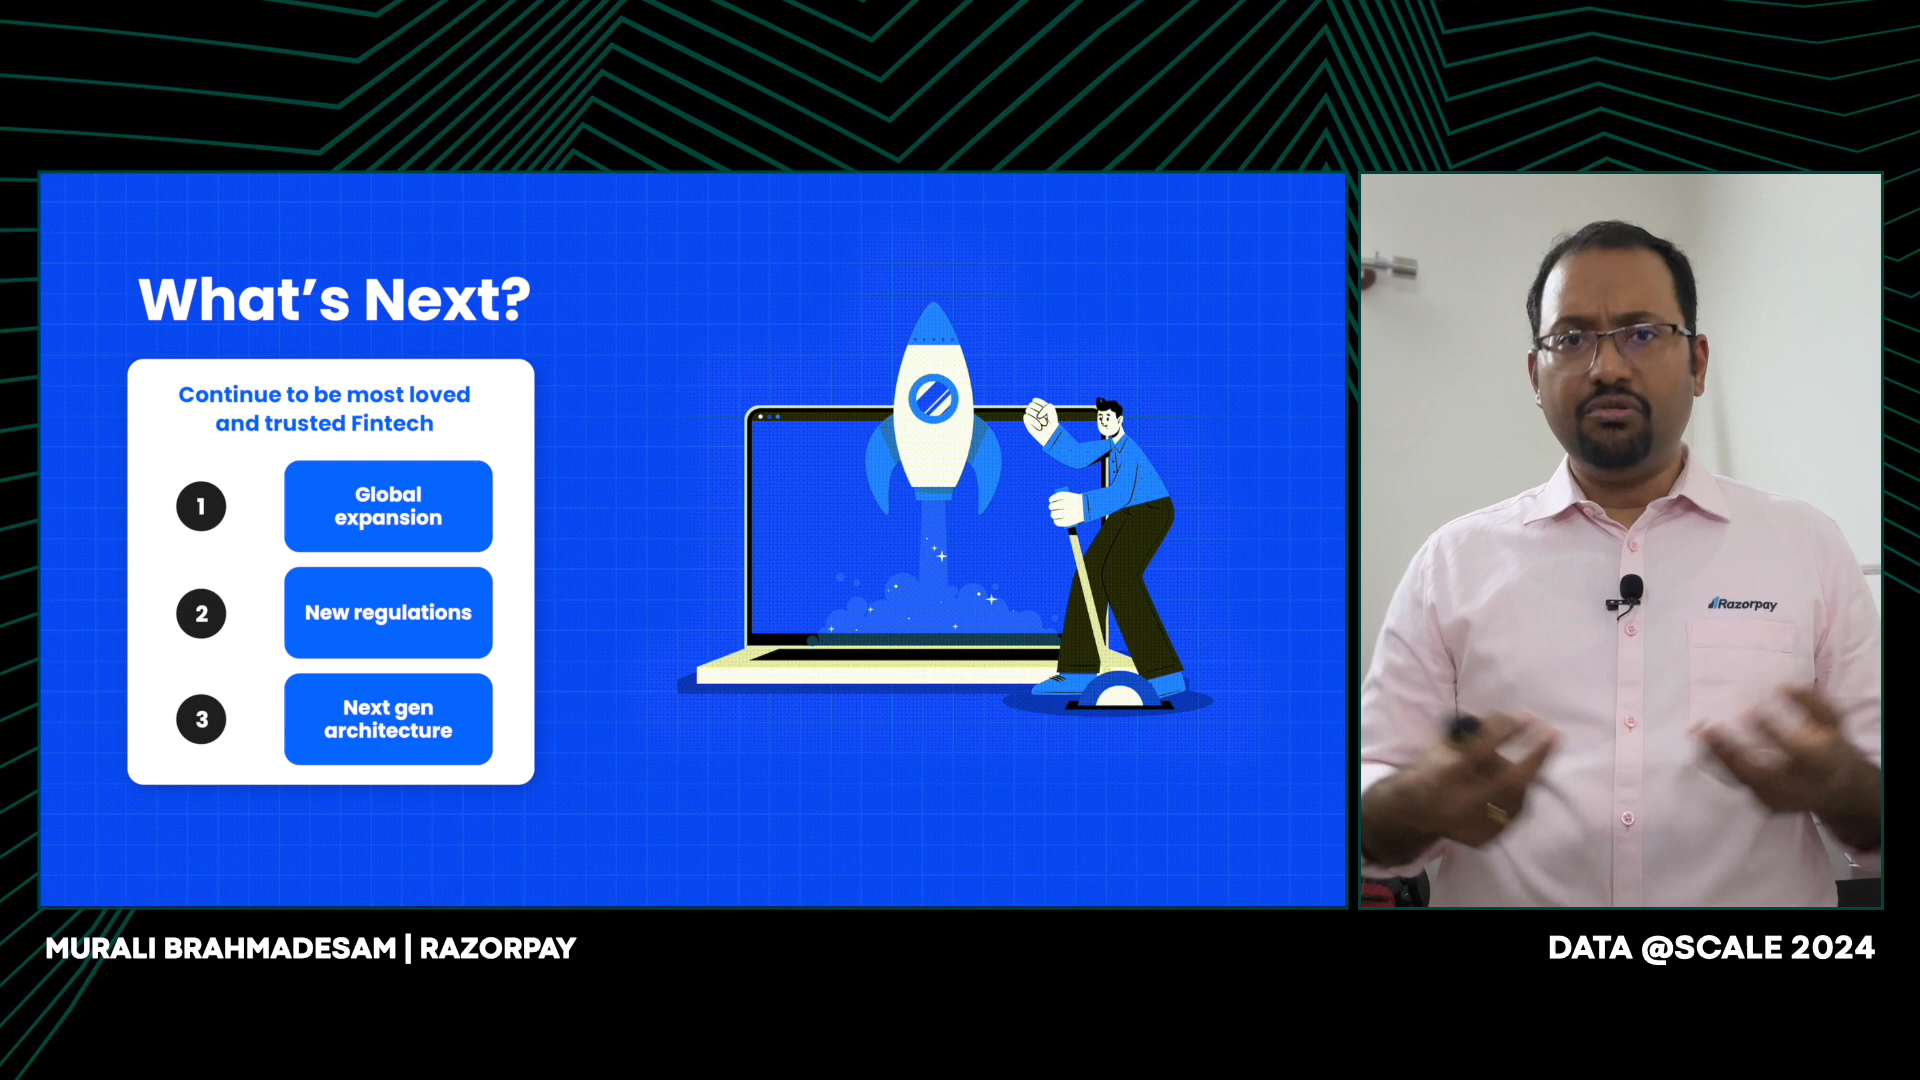 What's Next?
Continue to be most loved
and trusted Fintech
1
Global
expansion
2
New regulations
3
Next gen
architecture
Razorpay
MURALI BRAHMADESAM | RAZORPAY
DATA @SCALE 2024